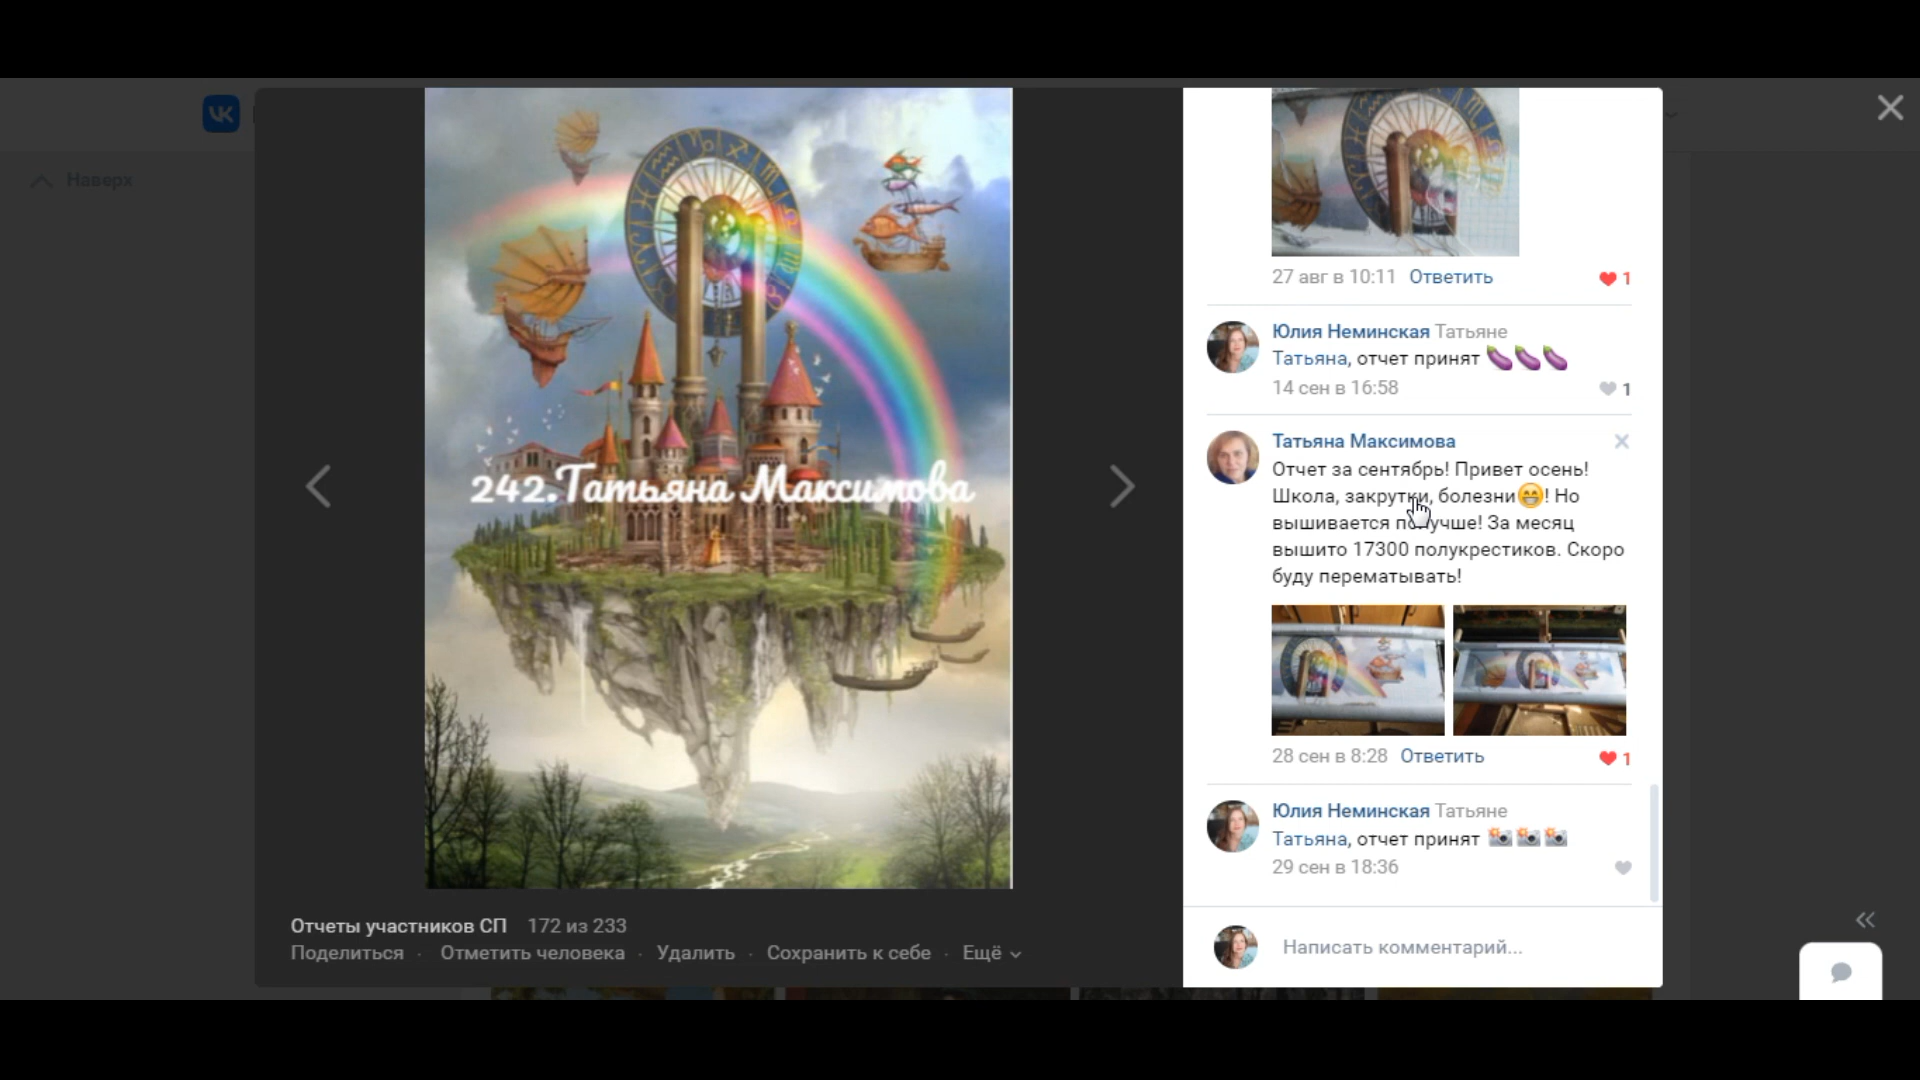 Наверх
242.Татьяна Максимова
27 авг в 10:11 Ответить 1
Юлия Неминская Татьяне
Татьяна, отчет принят 🍆🍆🍆
14 сен в 16:58 1
Татьяна Максимова
Отчет за сентябрь! Привет осень!
Школа, закрутки, болезни😁! Но
вышивается получше! За месяц
вышито 17300 полукрестиков. Скоро
буду перематывать!
28 сен в 8:28 Ответить 1
Юлия Неминская Татьяне
Татьяна, отчет принят 📸📸📸
29 сен в 18:36
Написать комментарий...
Отчеты участников СП 172 из 233
Поделиться · Отметить человека · Удалить · Сохранить к себе · Ещё